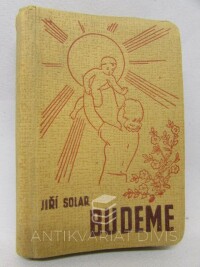 JIŘÍ SOLAR
BUDEME
ANTIKVARIÁT DIVIŠ